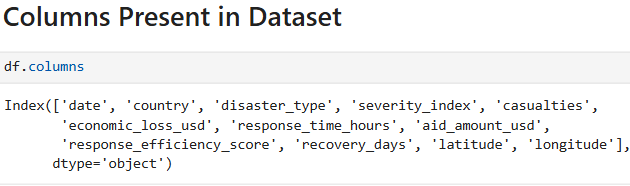 Columns Present in Dataset
df.columns
Index(['date', 'country', 'disaster_type', 'severity_index', 'casualties',
'economic_loss_usd', 'response_time_hours', 'aid_amount_usd',
'response_efficiency_score', 'recovery_days', 'latitude', 'longitude'],
dtype='object')